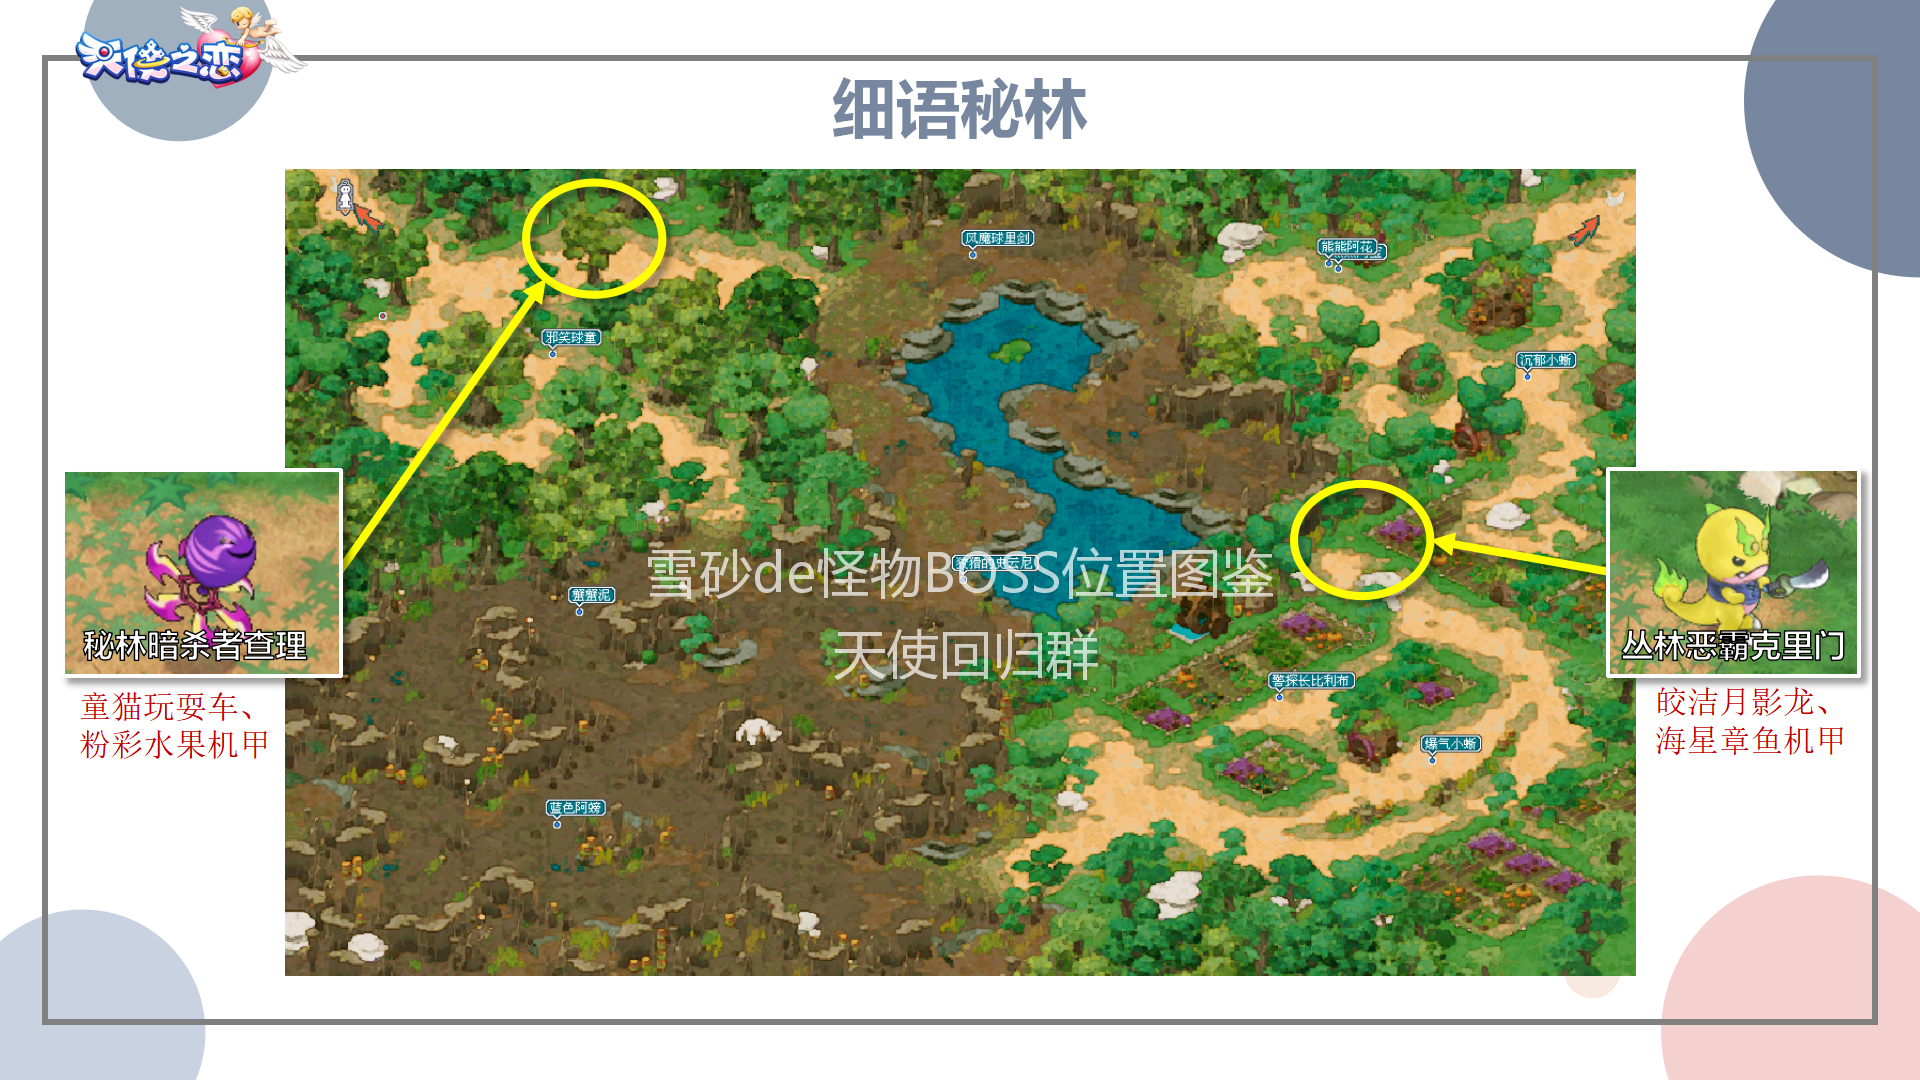 天使之恋
细语秘林
风魔球里剑
熊熊阿花
邪笑球童
沉郁小蜥
雪砂de怪物BOSS位置图鉴
天使回归群
蟹蟹泥
秘林暗杀者查理
童猫玩耍车、
粉彩水果机甲
丛林恶霸克里门
皎洁月影龙、
海星章鱼机甲
警探长比利布
爆气小蜥
蓝色阿螃